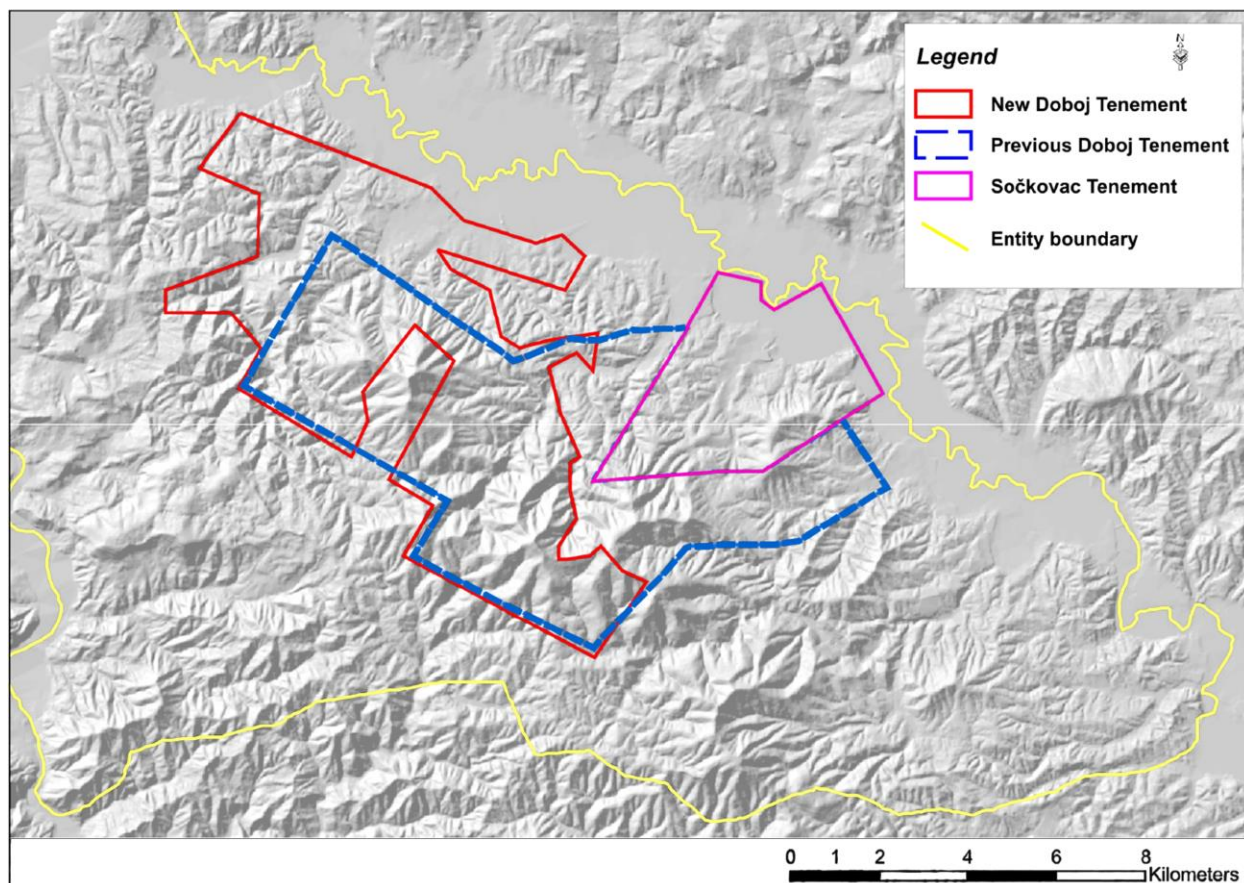 Legend
N
New Doboj Tenement
Previous Doboj Tenement
Sočkovac Tenement
Entity boundary
0 1 2 4 6 8
Kilometers